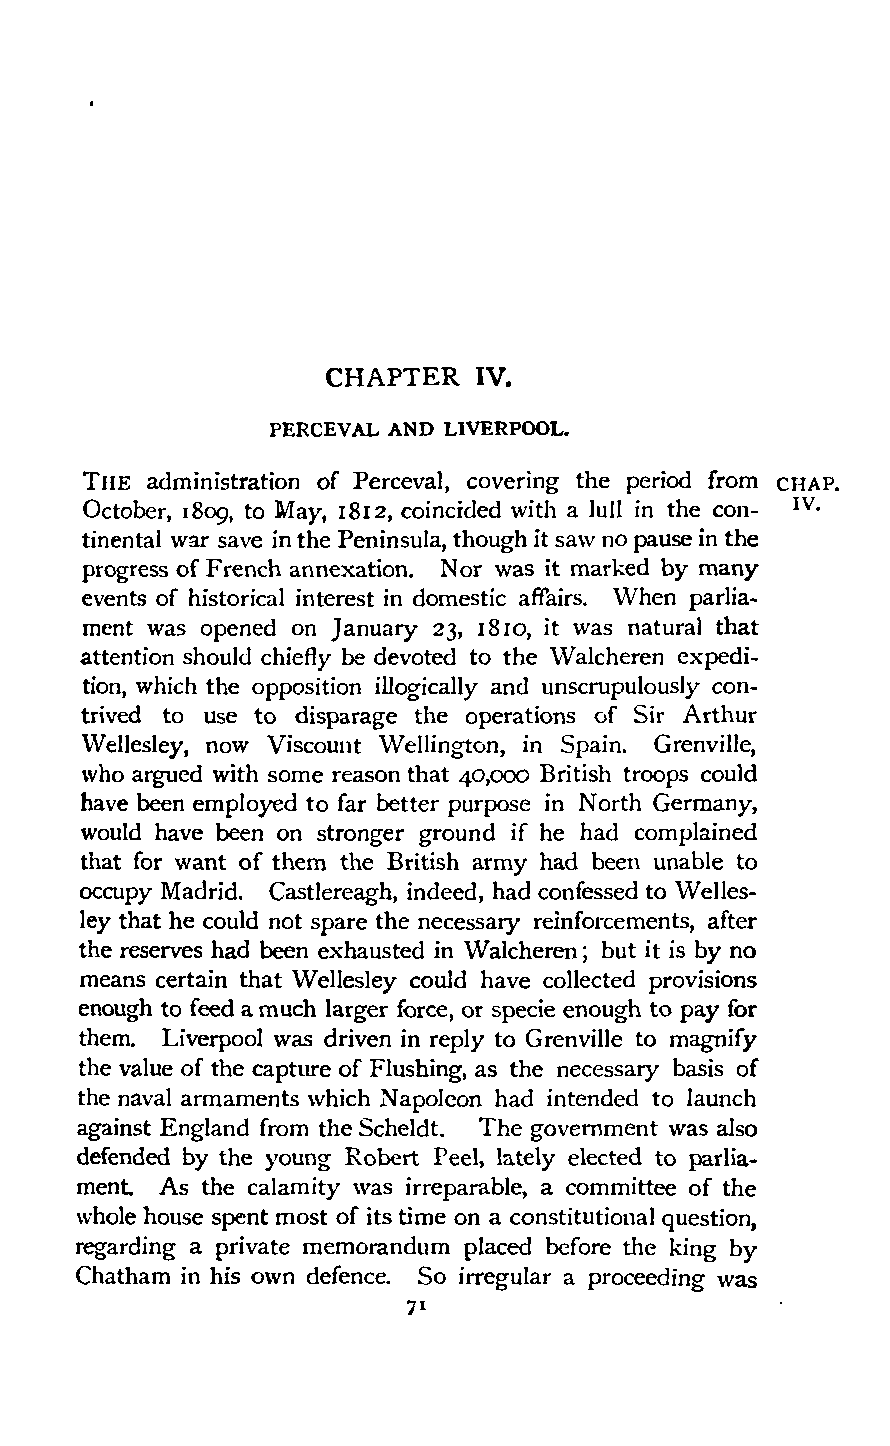 CHAPTER IV.
PERCEVAL AND LIVERPOOL.
THE administration of Perceval, covering the period from CHAP.
October, 1809, to May, 1812, coincided with a lull in the con- IV.
tinental war save in the Peninsula, though it saw no pause in the
progress of French annexation. Nor was it marked by many
events of historical interest in domestic affairs. When parlia-
ment was opened on January 23, 1810, it was natural that
attention should chiefly be devoted to the Walcheren expedi-
tion, which the opposition illogically and unscrupulously con-
trived to use to disparage the operations of Sir Arthur
Wellesley, now Viscount Wellington, in Spain. Grenville,
who argued with some reason that 40,000 British troops could
have been employed to far better purpose in North Germany,
would have been on stronger ground if he had complained
that for want of them the British army had been unable to
occupy Madrid. Castlereagh, indeed, had confessed to Welles-
ley that he could not spare the necessary reinforcements, after
the reserves had been exhausted in Walcheren; but it is by no
means certain that Wellesley could have collected provisions
enough to feed a much larger force, or specie enough to pay for
them. Liverpool was driven in reply to Grenville to magnify
the value of the capture of Flushing, as the necessary basis of
the naval armaments which Napoleon had intended to launch
against England from the Scheldt. The government was also
defended by the young Robert Peel, lately elected to parlia-
ment. As the calamity was irreparable, a committee of the
whole house spent most of its time on a constitutional question,
regarding a private memorandum placed before the king by
Chatham in his own defence. So irregular a proceeding was
71